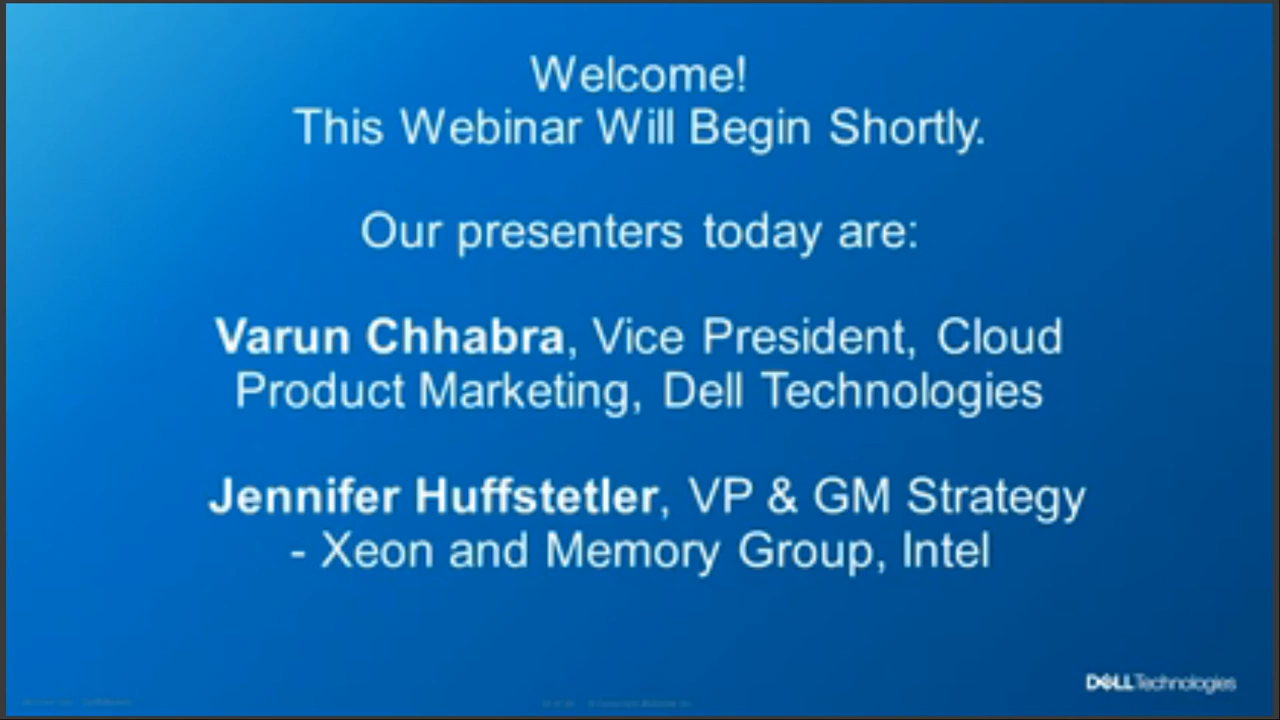 Welcome!
This Webinar Will Begin Shortly.
Our presenters today are:
Varun Chhabra, Vice President, Cloud
Product Marketing, Dell Technologies
Jennifer Huffstetler, VP & GM Strategy
- Xeon and Memory Group, Intel
DELL Technologies